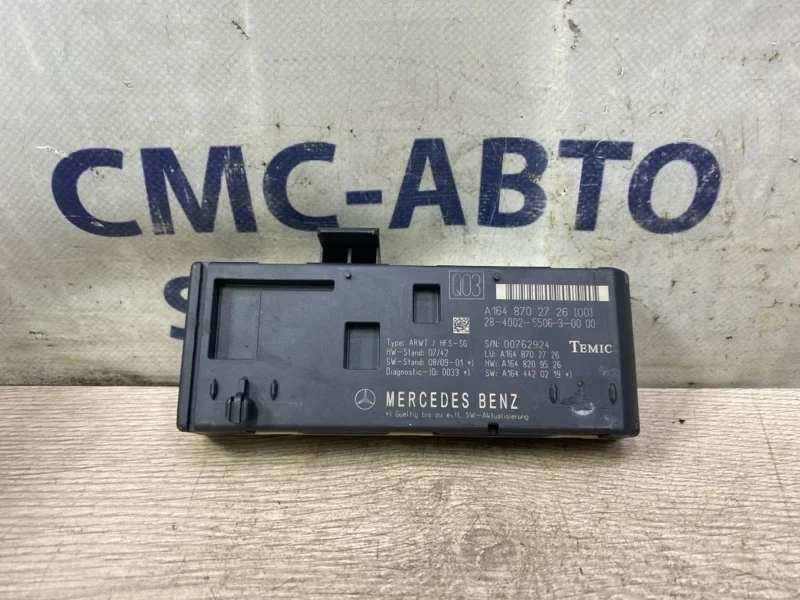 СМС-АВТО
S
Q03
A164 870 27 26 [00]
28-4002-5506-3-00 00
Type: ARWT / HFS-SG
HW-Stand: 07/42
SW-Stand: 08/09-01 *)
Diagnostic-ID: 0033 *)
S/N: 00762924
LU: A164 870 27 26
HW: A164 820 95 26
SW: A164 442 02 19 *)
TEMIC
MERCEDES BENZ
*) Gueltig bis zu evtl. SW-Aktualisierung